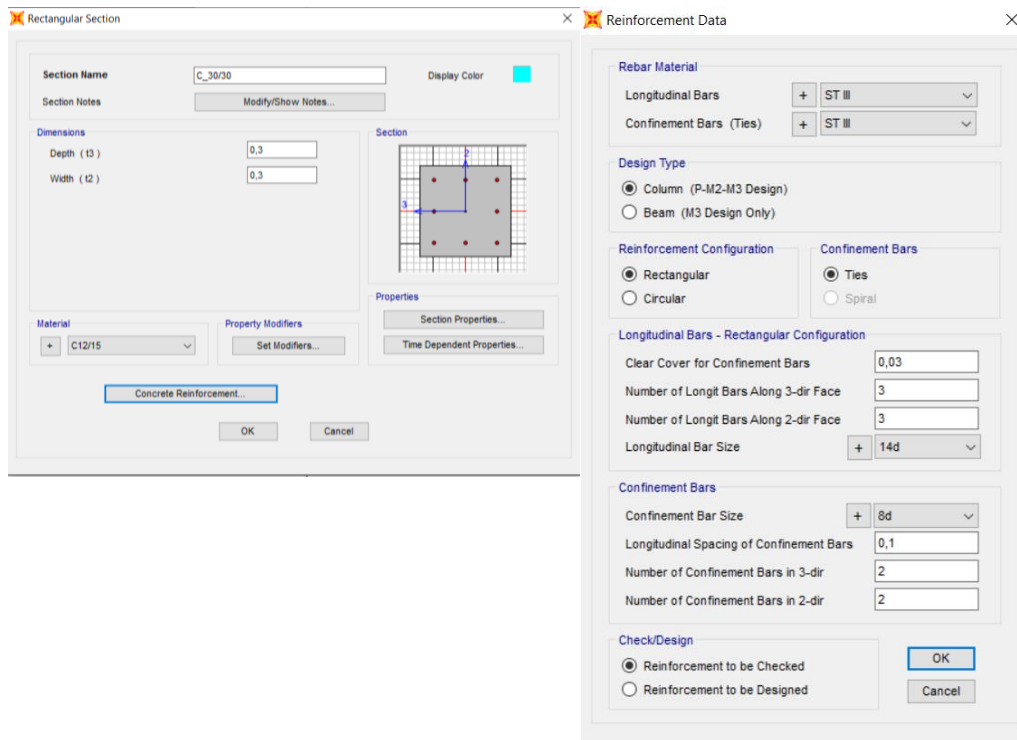 Rectangular Section
Section Name C_30/30 Display Color
Section Notes Modify/Show Notes...
Dimensions
Depth ( t3 ) 0,3
Width ( t2 ) 0,3
Section
2
3
Properties
Section Properties...
Time Dependent Properties...
Material
+ C12/15
Property Modifiers
Set Modifiers...
Concrete Reinforcement...
OK Cancel
Reinforcement Data
Rebar Material
Longitudinal Bars + ST III
Confinement Bars (Ties) + ST III
Design Type
Column (P-M2-M3 Design)
Beam (M3 Design Only)
Reinforcement Configuration
Rectangular
Circular
Confinement Bars
Ties
Spiral
Longitudinal Bars - Rectangular Configuration
Clear Cover for Confinement Bars 0,03
Number of Longit Bars Along 3-dir Face 3
Number of Longit Bars Along 2-dir Face 3
Longitudinal Bar Size + 14d
Confinement Bars
Confinement Bar Size + 8d
Longitudinal Spacing of Confinement Bars 0,1
Number of Confinement Bars in 3-dir 2
Number of Confinement Bars in 2-dir 2
Check/Design
Reinforcement to be Checked
Reinforcement to be Designed
OK
Cancel